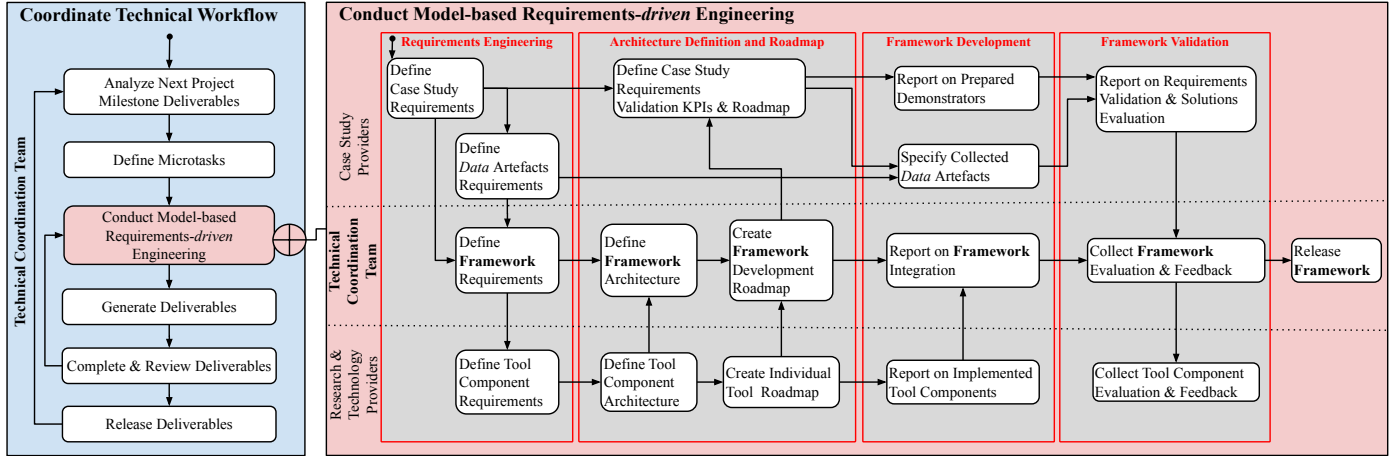 Coordinate Technical Workflow
Technical Coordination Team
Analyze Next Project
Milestone Deliverables
Define Microtasks
Conduct Model-based
Requirements-driven
Engineering
Generate Deliverables
Complete & Review Deliverables
Release Deliverables
Conduct Model-based Requirements-driven Engineering
Requirements Engineering
Architecture Definition and Roadmap
Framework Development
Framework Validation
Case Study
Providers
Define
Case Study
Requirements
Define Case Study
Requirements
Validation KPIs & Roadmap
Report on Prepared
Demonstrators
Report on Requirements
Validation & Solutions
Evaluation
Define
Data Artefacts
Requirements
Specify Collected
Data Artefacts
Technical
Coordination
Team
Define
Framework
Requirements
Define
Framework
Architecture
Create
Framework
Development
Roadmap
Report on Framework
Integration
Collect Framework
Evaluation & Feedback
Release
Framework
Research &
Technology
Providers
Define Tool
Component
Requirements
Define Tool
Component
Architecture
Create Individual
Tool Roadmap
Report on Implemented
Tool Components
Collect Tool Component
Evaluation & Feedback